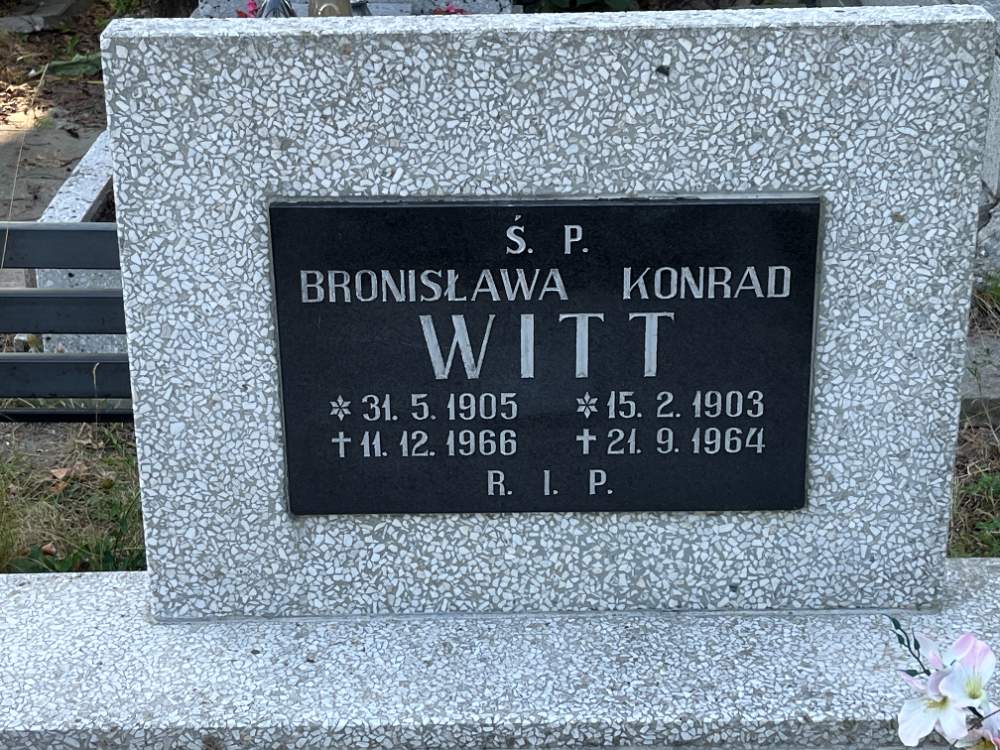 Ś. P.
BRONISŁAWA KONRAD
WITT
* 31. 5. 1905 * 15. 2. 1903
† 11. 12. 1966 † 21. 9. 1964
R. I. P.